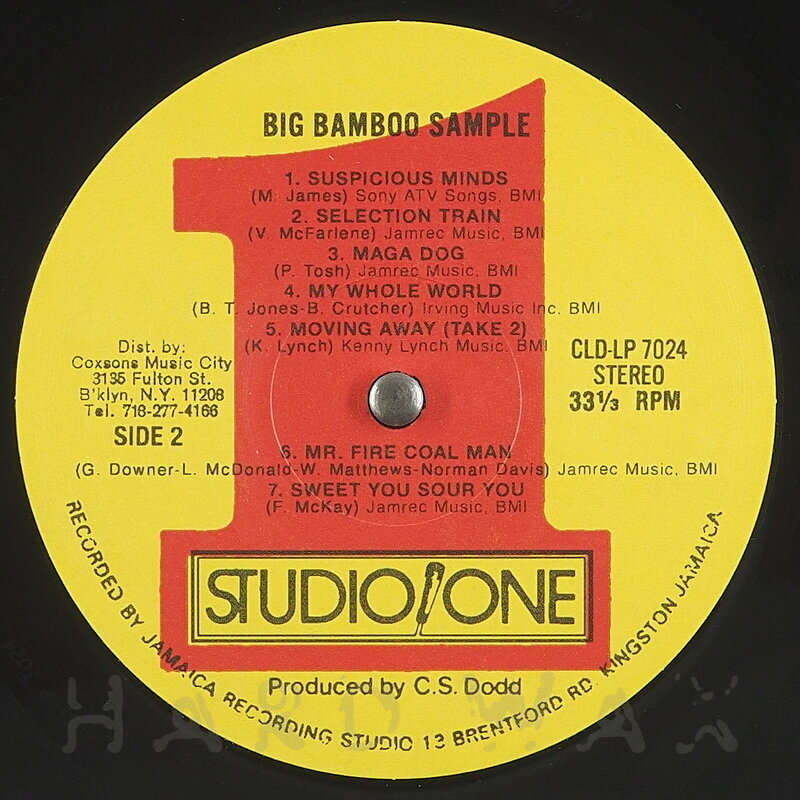 BIG BAMBOO SAMPLE
1. SUSPICIOUS MINDS
(M. James) Sony ATV Songs, BMI
2. SELECTION TRAIN
(V. McFarlene) Jamrec Music, BMI
3. MAGA DOG
(P. Tosh) Jamrec Music, BMI
4. MY WHOLE WORLD
(B. T. Jones-B. Crutcher) Irving Music Inc. BMI
5. MOVING AWAY (TAKE 2)
(K. Lynch) Kenny Lynch Music, BMI
Dist. by:
Coxsons Music City
3135 Fulton St.
B'klyn, N.Y. 11208
Tel. 718-277-4166
SIDE 2
CLD-LP 7024
STEREO
33⅓ RPM
6. MR. FIRE COAL MAN
(G. Downer-L. McDonald-W. Matthews-Norman Davis) Jamrec Music, BMI
7. SWEET YOU SOUR YOU
(F. McKay) Jamrec Music, BMI
STUDIO ONE
Produced by C.S. Dodd
RECORDED BY JAMAICA RECORDING STUDIO 13 BRENTFORD RD. KINGSTON JAMAICA
HARD WAX